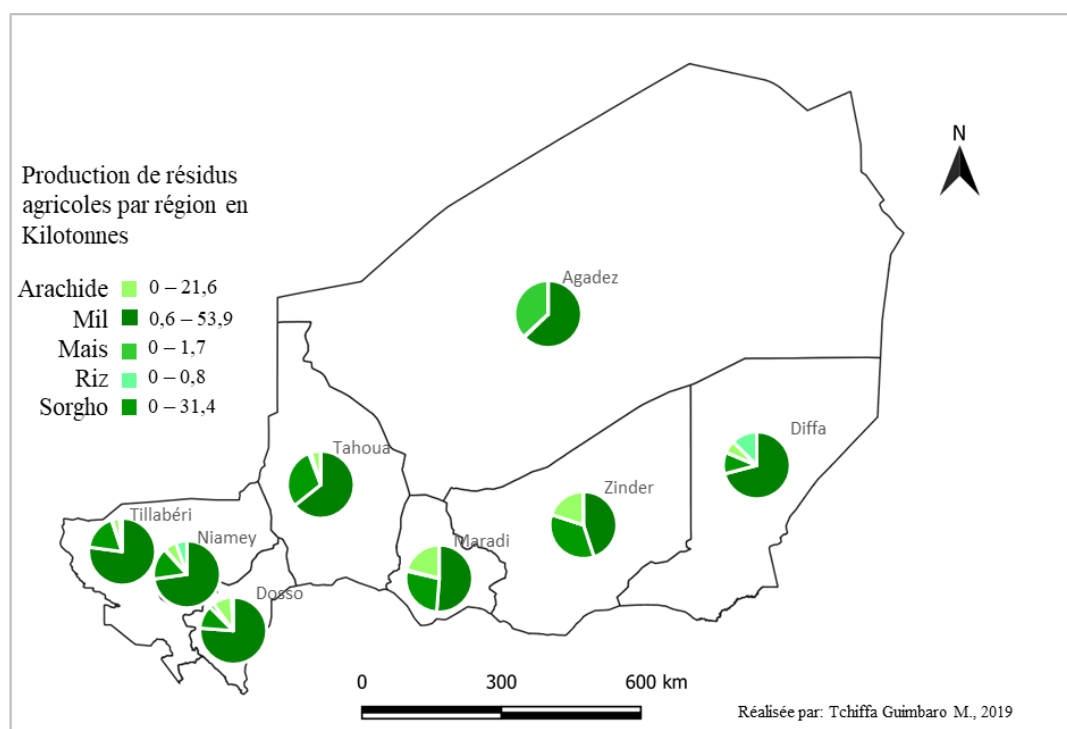 N
Production de résidus
agricoles par région en
Kilotonnes
Arachide 0 – 21,6
Mil 0,6 – 53,9
Mais 0 – 1,7
Riz 0 – 0,8
Sorgho 0 – 31,4
Agadez
Tahoua
Diffa
Zinder
Tillabéri
Niamey
Maradi
Dosso
0 300 600 km
Réalisée par: Tchiffa Guimbaro M., 2019